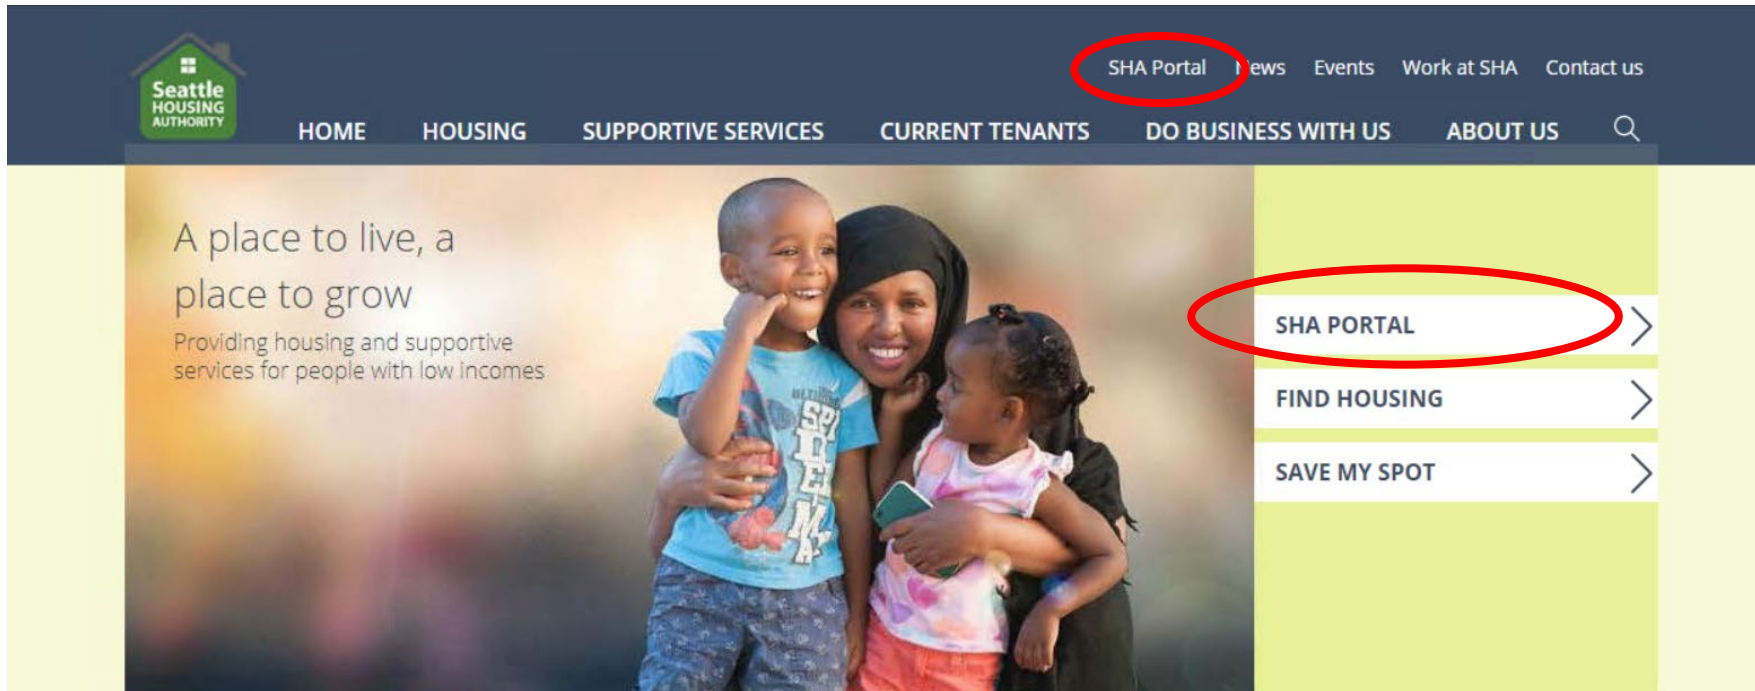 Seattle
HOUSING
AUTHORITY
SHA Portal News Events Work at SHA Contact us
HOME HOUSING SUPPORTIVE SERVICES CURRENT TENANTS DO BUSINESS WITH US ABOUT US
A place to live, a
place to grow
Providing housing and supportive
services for people with low incomes
SHA PORTAL
FIND HOUSING
SAVE MY SPOT